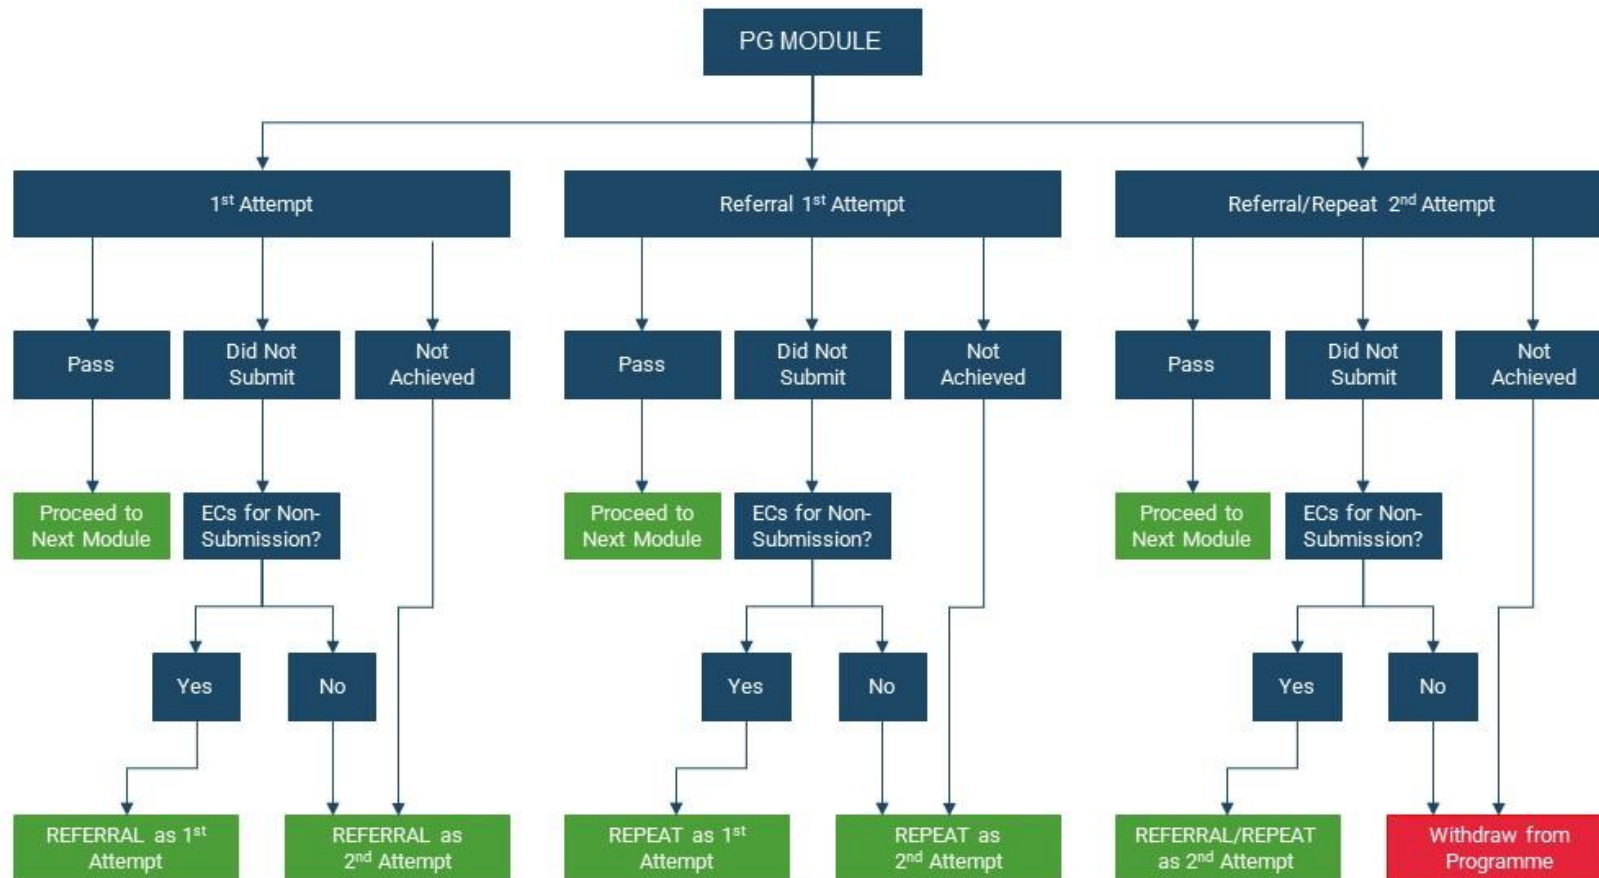 PG MODULE
1st Attempt
Referral 1st Attempt
Referral/Repeat 2nd Attempt
Pass
Did Not
Submit
Not
Achieved
Pass
Did Not
Submit
Not
Achieved
Pass
Did Not
Submit
Not
Achieved
Proceed to
Next Module
ECs for Non-
Submission?
Proceed to
Next Module
ECs for Non-
Submission?
Proceed to
Next Module
ECs for Non-
Submission?
Yes
No
Yes
No
Yes
No
REFERRAL as 1st
Attempt
REFERRAL as
2nd Attempt
REPEAT as 1st
Attempt
REPEAT as
2nd Attempt
REFERRAL/REPEAT
as 2nd Attempt
Withdraw from
Programme